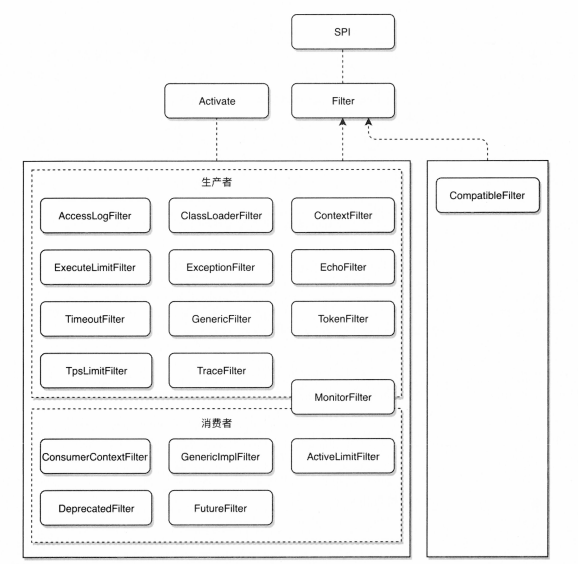 SPI
Activate
Filter
生产者
AccessLogFilter
ClassLoaderFilter
ContextFilter
CompatibleFilter
ExecuteLimitFilter
ExceptionFilter
EchoFilter
TimeoutFilter
GenericFilter
TokenFilter
TpsLimitFilter
TraceFilter
MonitorFilter
消费者
ConsumerContextFilter
GenericImplFilter
ActiveLimitFilter
DeprecatedFilter
FutureFilter